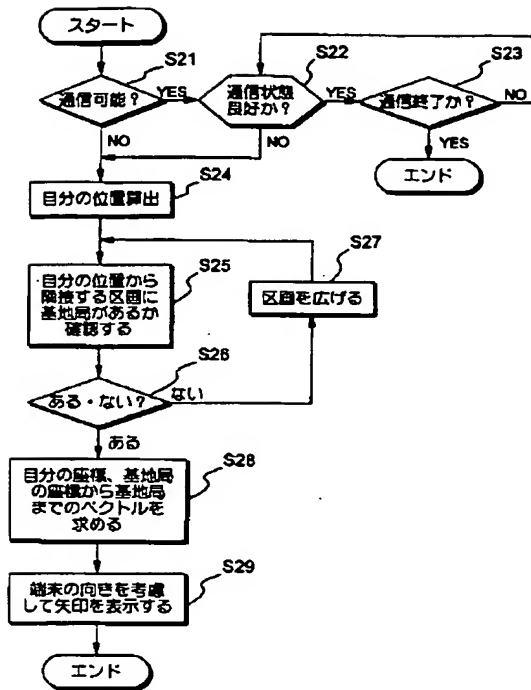 スタート
S21
S22
S23
通信可能？
YES
通信状態
良好か？
YES
通信終了か？
NO
NO
NO
YES
エンド
S24
自分の位置算出
S25
自分の位置から
隣接する区画に
基地局があるか
確認する
S27
区画を広げる
S26
ある・ない？
ない
ある
S28
自分の座標、基地局
の座標から基地局
までのベクトルを
求める
S29
端末の向きを考慮
して矢印を表示する
エンド